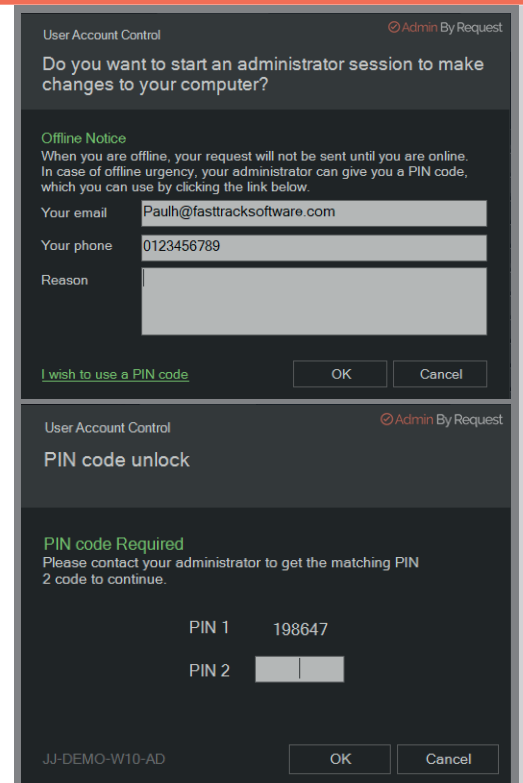 User Account Control
Admin By Request
Do you want to start an administrator session to make
changes to your computer?
Offline Notice
When you are offline, your request will not be sent until you are online.
In case of offline urgency, your administrator can give you a PIN code,
which you can use by clicking the link below.
Your email
Paulh@fasttracksoftware.com
Your phone
0123456789
Reason
I wish to use a PIN code
OK
Cancel
User Account Control
Admin By Request
PIN code unlock
PIN code Required
Please contact your administrator to get the matching PIN
2 code to continue.
PIN 1
198647
PIN 2
JJ-DEMO-W10-AD
OK
Cancel